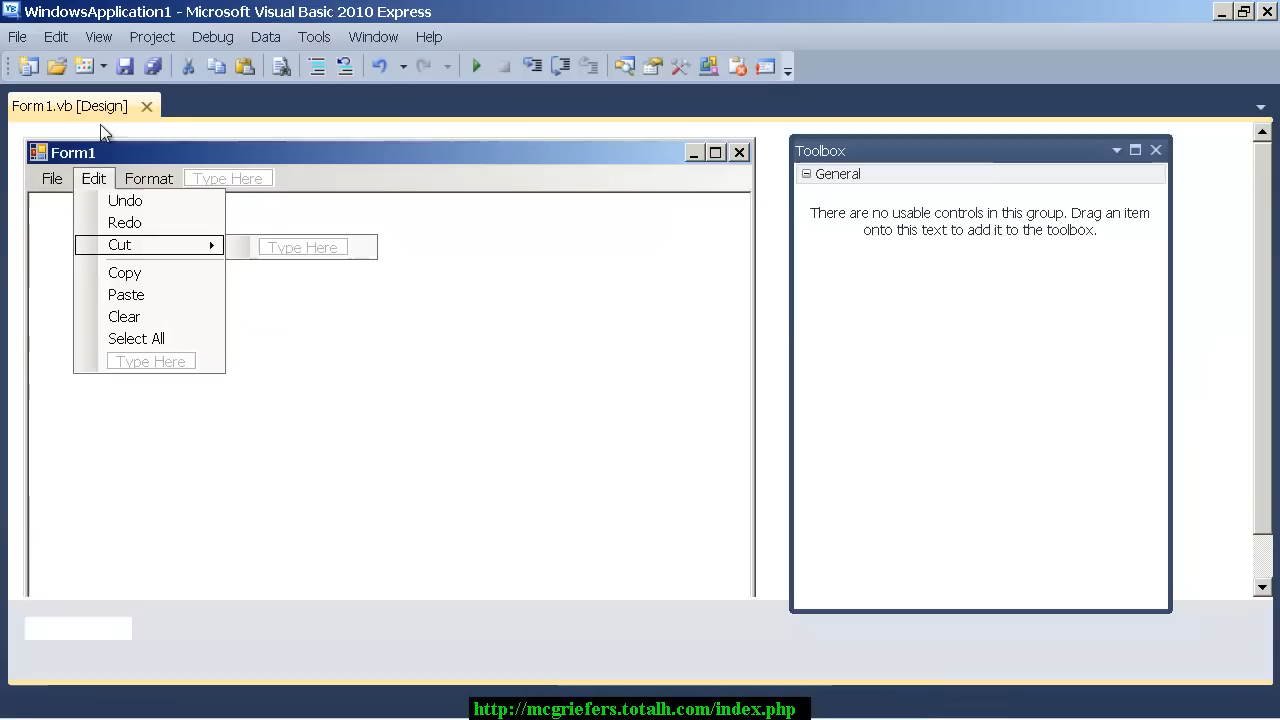 WindowsApplication1 - Microsoft Visual Basic 2010 Express
File Edit View Project Debug Data Tools Window Help
Form1.vb [Design]
Form1
File Edit Format Type Here
Undo
Redo
Cut
Type Here
Copy
Paste
Clear
Select All
Type Here
Toolbox
General
There are no usable controls in this group. Drag an item
onto this text to add it to the toolbox.
http://mcgriefers.totalh.com/index.php